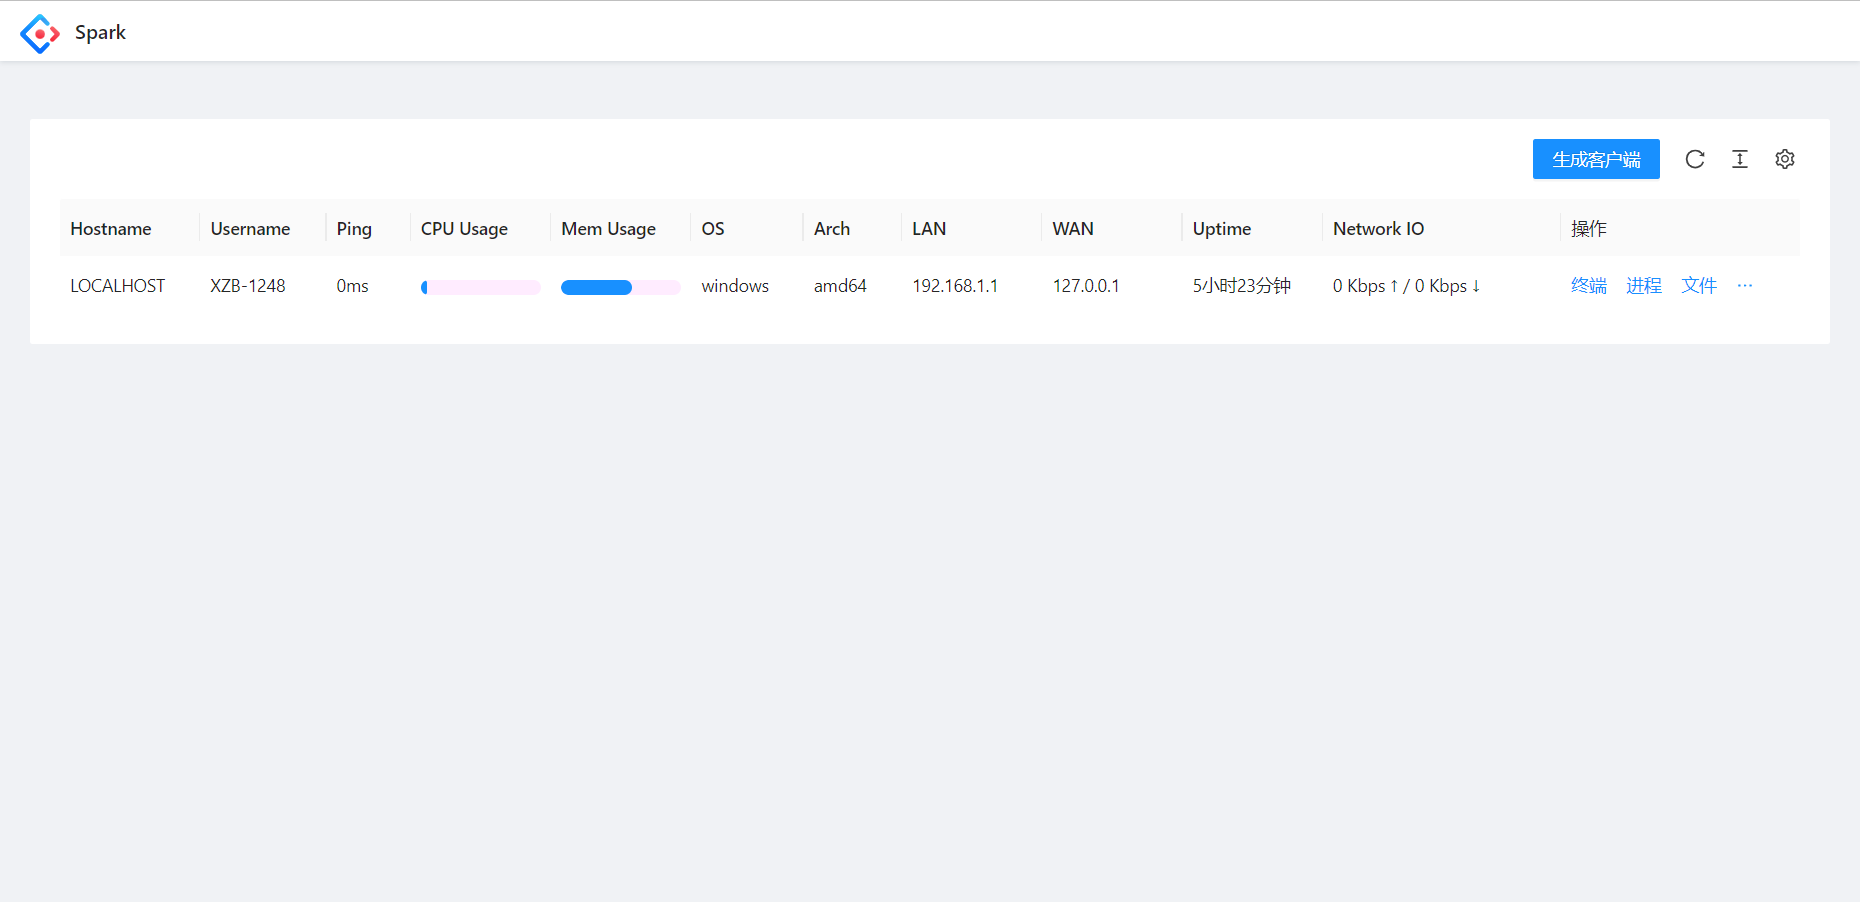 Spark
生成客户端
Hostname Username Ping CPU Usage Mem Usage OS Arch LAN WAN Uptime Network IO 操作
LOCALHOST XZB-1248 0ms windows amd64 192.168.1.1 127.0.0.1 5小时23分钟 0 Kbps ↑ / 0 Kbps ↓ 终端 进程 文件 ···